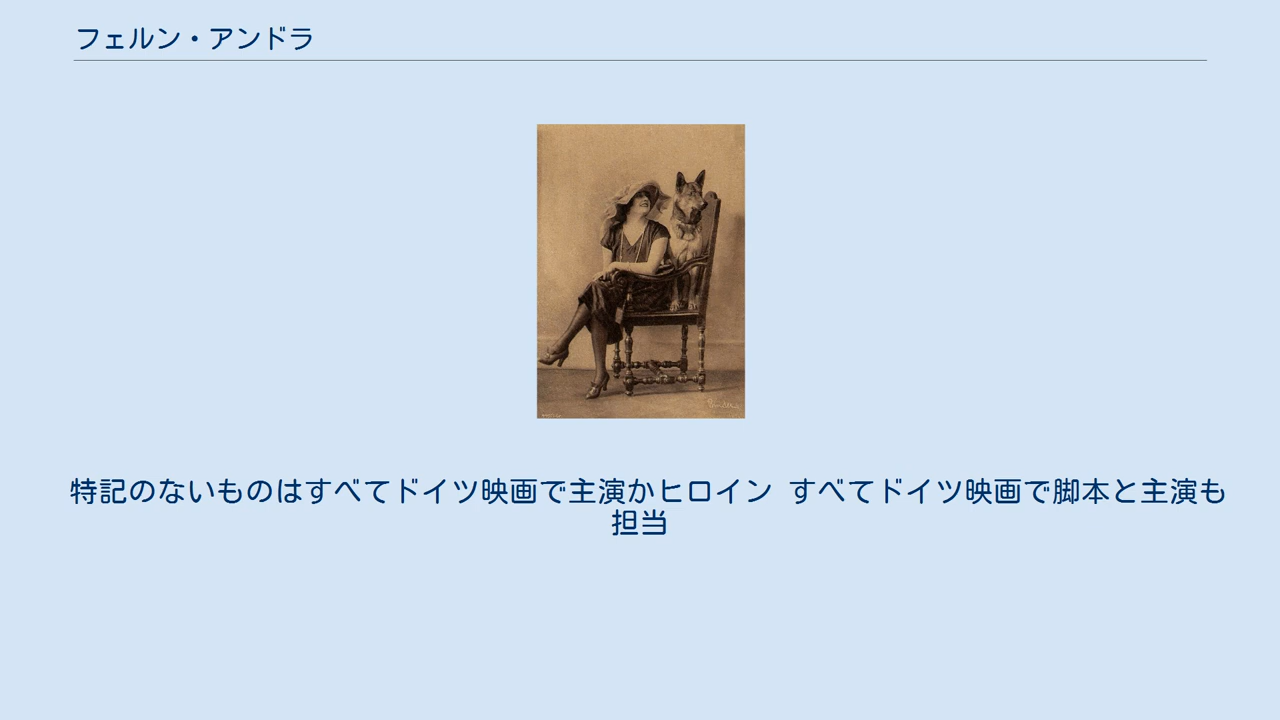 フェルン・アンドラ
特記のないものはすべてドイツ映画で主演かヒロイン すべてドイツ映画で脚本と主演も
担当